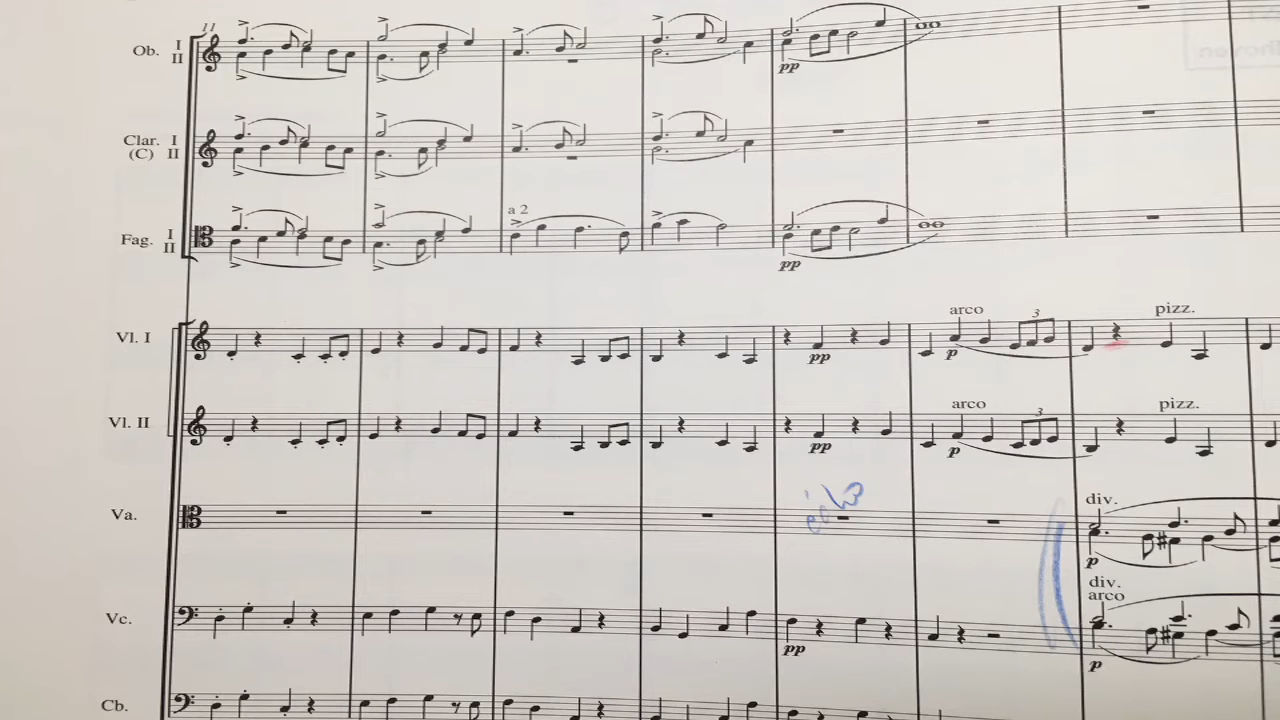 11
Ob. I
II
pp
Clar. I
(C) II
a 2
Fag. I
II
pp
arco
3
pizz.
Vl. I
pp
p
arco
3
pizz.
Vl. II
pp
p
écho
div.
Va.
p
div.
arco
Vc.
pp
p
Cb.